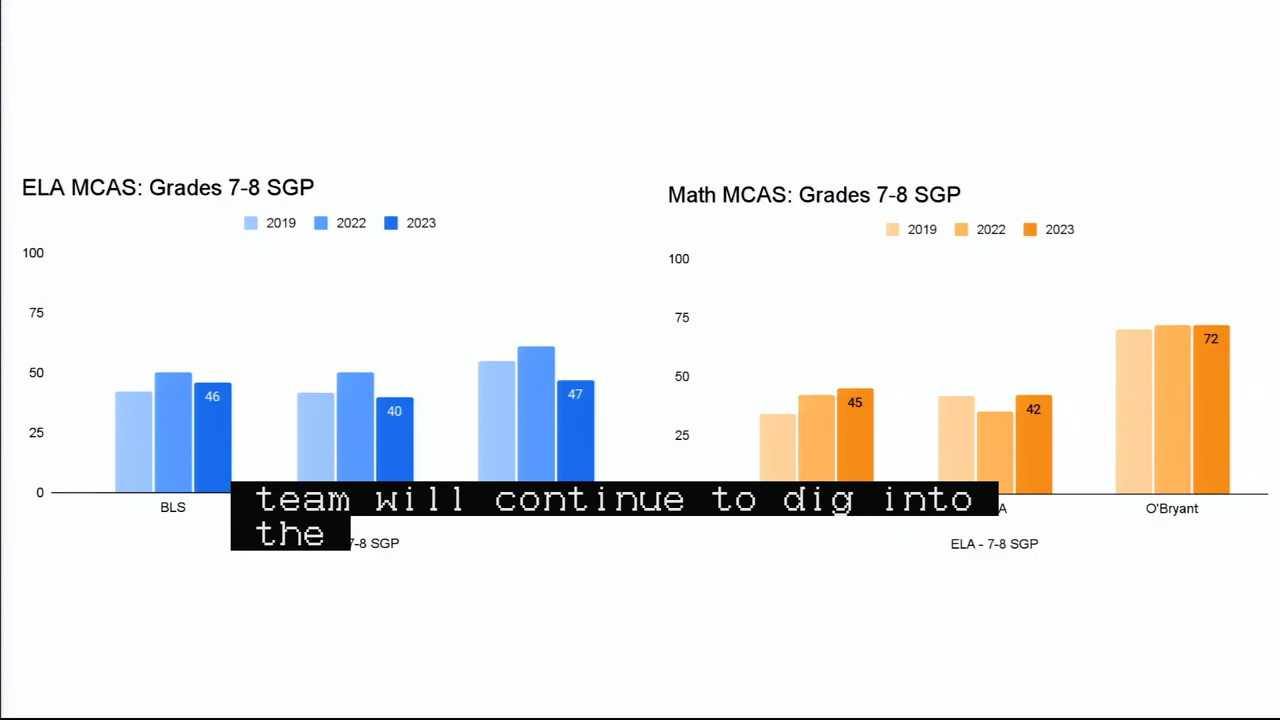 ELA MCAS: Grades 7-8 SGP
2019 2022 2023
100
75
50
25
0
46
40
47
BLS
7-8 SGP
Math MCAS: Grades 7-8 SGP
2019 2022 2023
100
75
50
25
45
42
72
A
O'Bryant
ELA - 7-8 SGP
team will continue to dig into
the